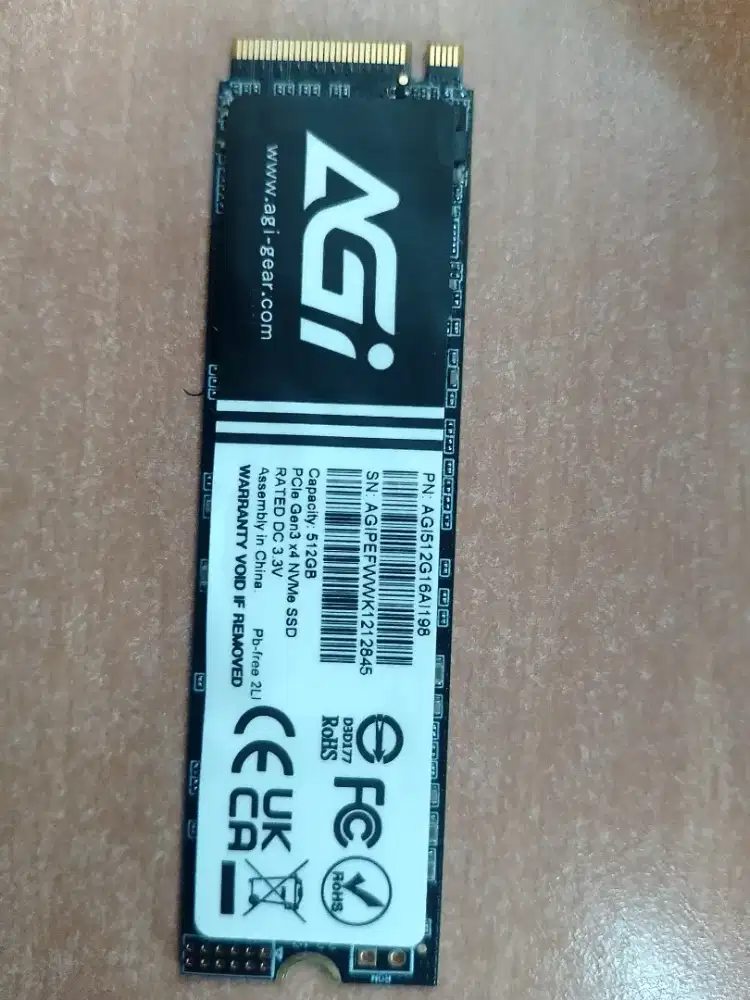 AGi
www.agi-gear.com
PN: AGI512G16AI198
SN: AGIPEFWWK1212845
Capacity: 512GB
PCIe Gen3 x4 NVMe SSD
RATED DC 3.3V
Assembly in China. Pb-free 2LI
WARRANTY VOID IF REMOVED
D3D177
RoHS
FC
RoHS
CE
UK
CA